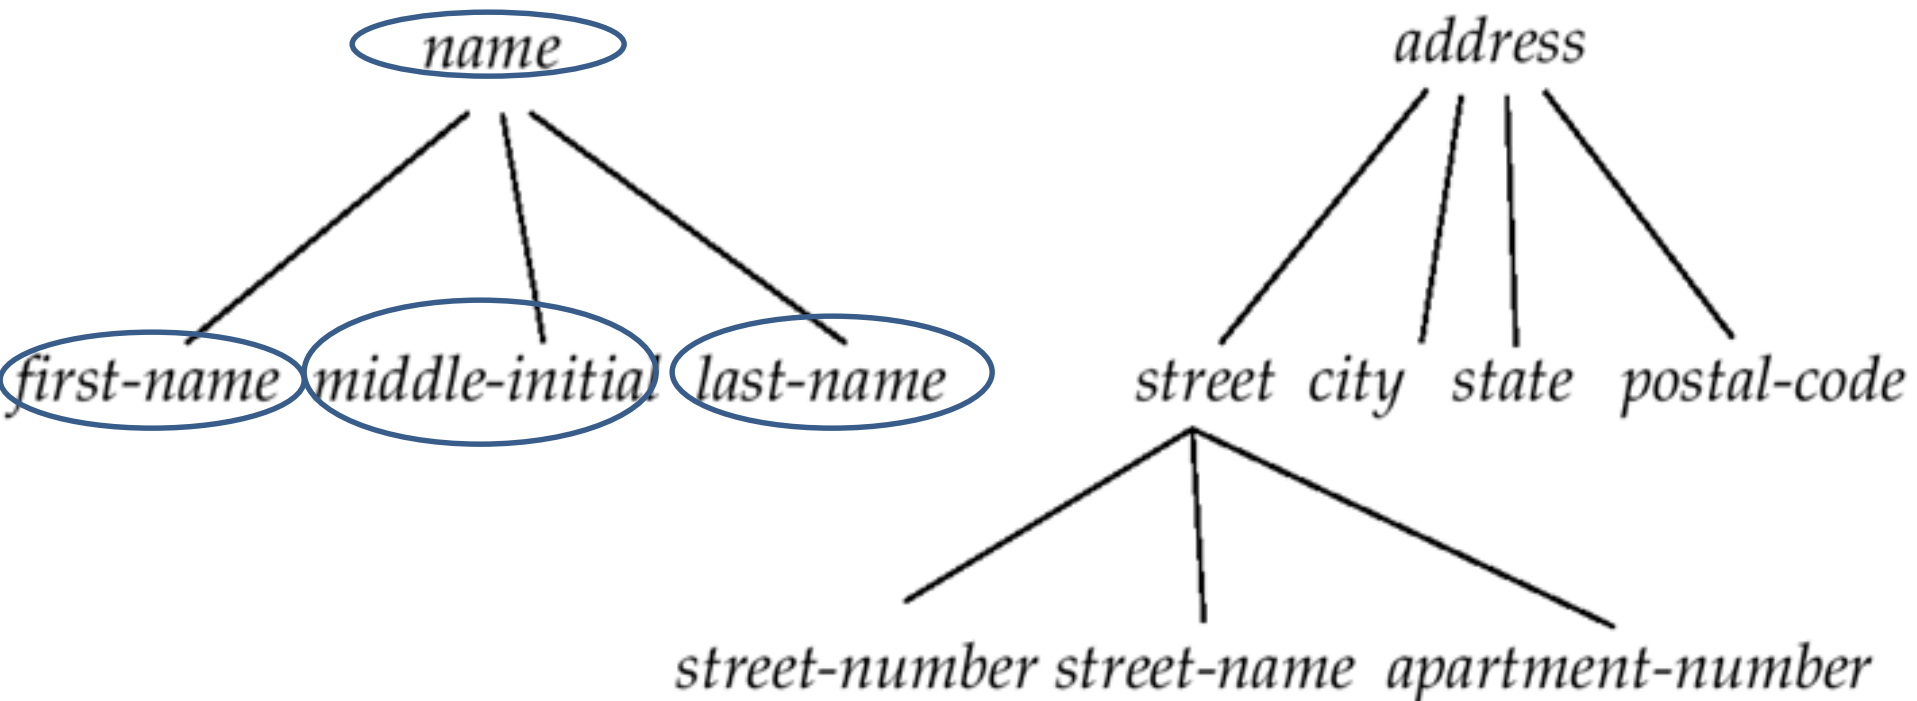 name address
first-name middle-initial last-name street city state postal-code
street-number street-name apartment-number